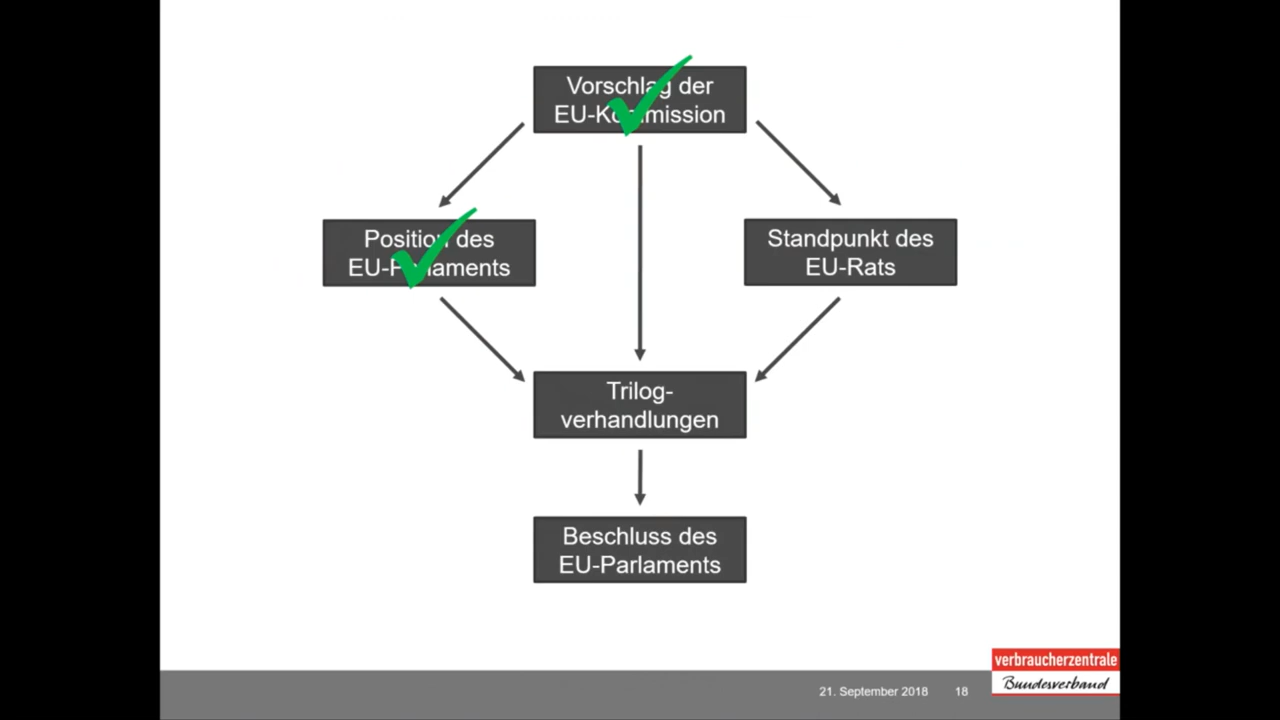 Vorschlag der
EU-Kommission
Position des
EU-Parlaments
Standpunkt des
EU-Rats
Trilog-
verhandlungen
Beschluss des
EU-Parlaments
verbraucherzentrale
Bundesverband
21. September 2018 18